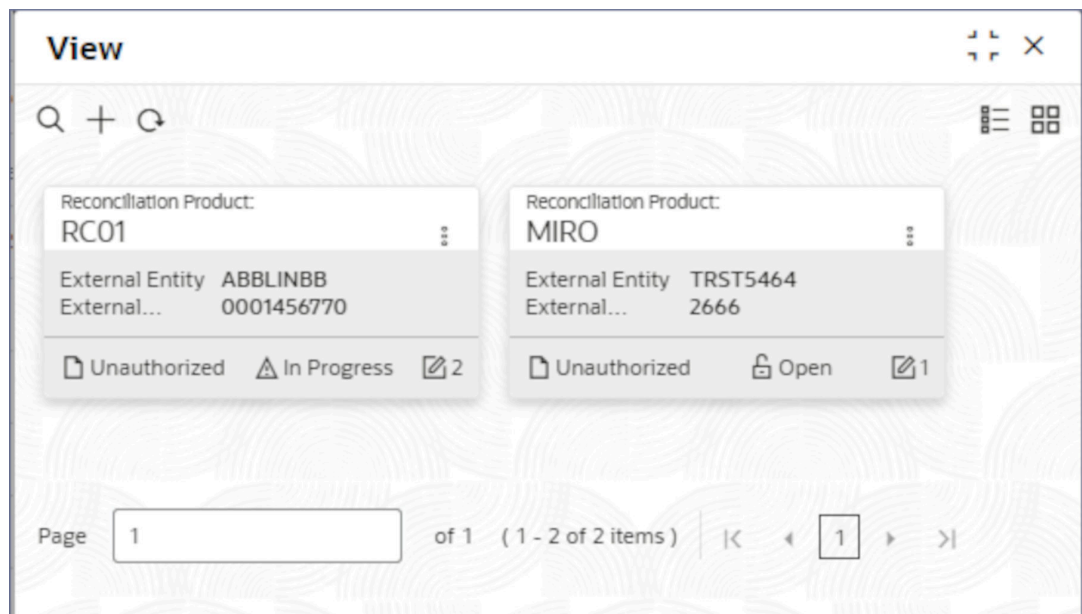 View
Reconciliation Product:
RC01
External Entity ABBLINBB
External... 0001456770
Unauthorized In Progress 2
Reconciliation Product:
MIRO
External Entity TRST5464
External... 2666
Unauthorized Open 1
Page 1 of 1 ( 1 - 2 of 2 items ) 1